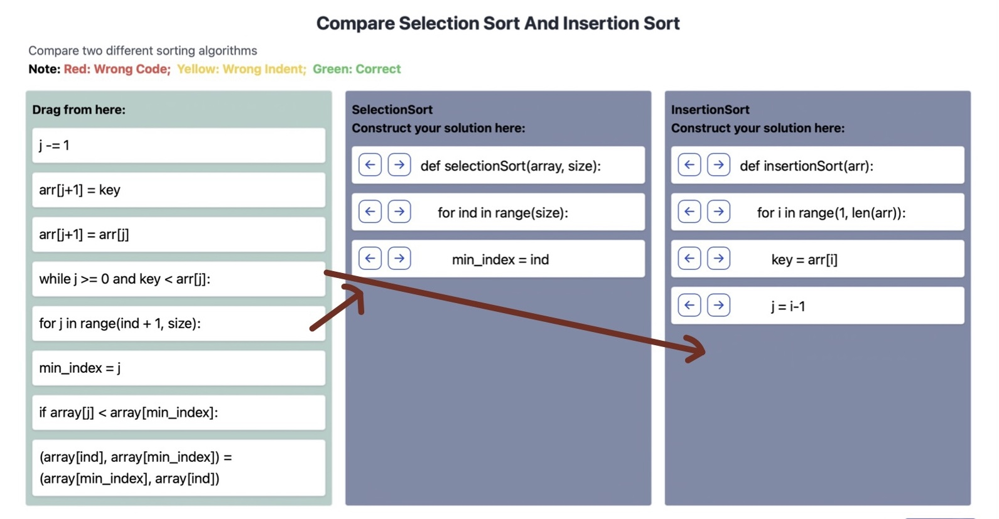 Compare Selection Sort And Insertion Sort
Compare two different sorting algorithms
Note: Red: Wrong Code; Yellow: Wrong Indent; Green: Correct
Drag from here:
j -= 1
arr[j+1] = key
arr[j+1] = arr[j]
while j >= 0 and key < arr[j]:
for j in range(ind + 1, size):
min_index = j
if array[j] < array[min_index]:
(array[ind], array[min_index]) =
(array[min_index], array[ind])
SelectionSort
Construct your solution here:
def selectionSort(array, size):
for ind in range(size):
min_index = ind
InsertionSort
Construct your solution here:
def insertionSort(arr):
for i in range(1, len(arr)):
key = arr[i]
j = i-1